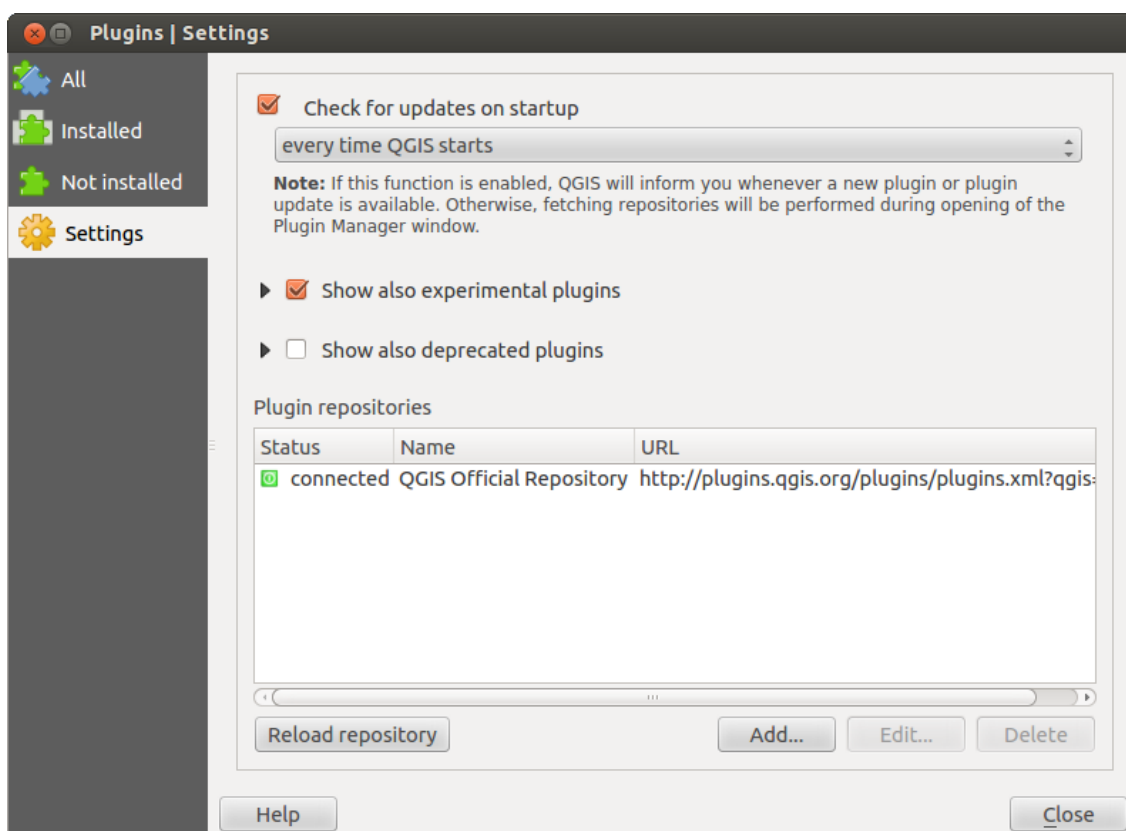 Plugins | Settings
All
Installed
Not installed
Settings
Check for updates on startup
every time QGIS starts
Note: If this function is enabled, QGIS will inform you whenever a new plugin or plugin
update is available. Otherwise, fetching repositories will be performed during opening of the
Plugin Manager window.
Show also experimental plugins
Show also deprecated plugins
Plugin repositories
Status Name URL
connected QGIS Official Repository http://plugins.qgis.org/plugins/plugins.xml?qgis=
Reload repository Add... Edit... Delete
Help Close